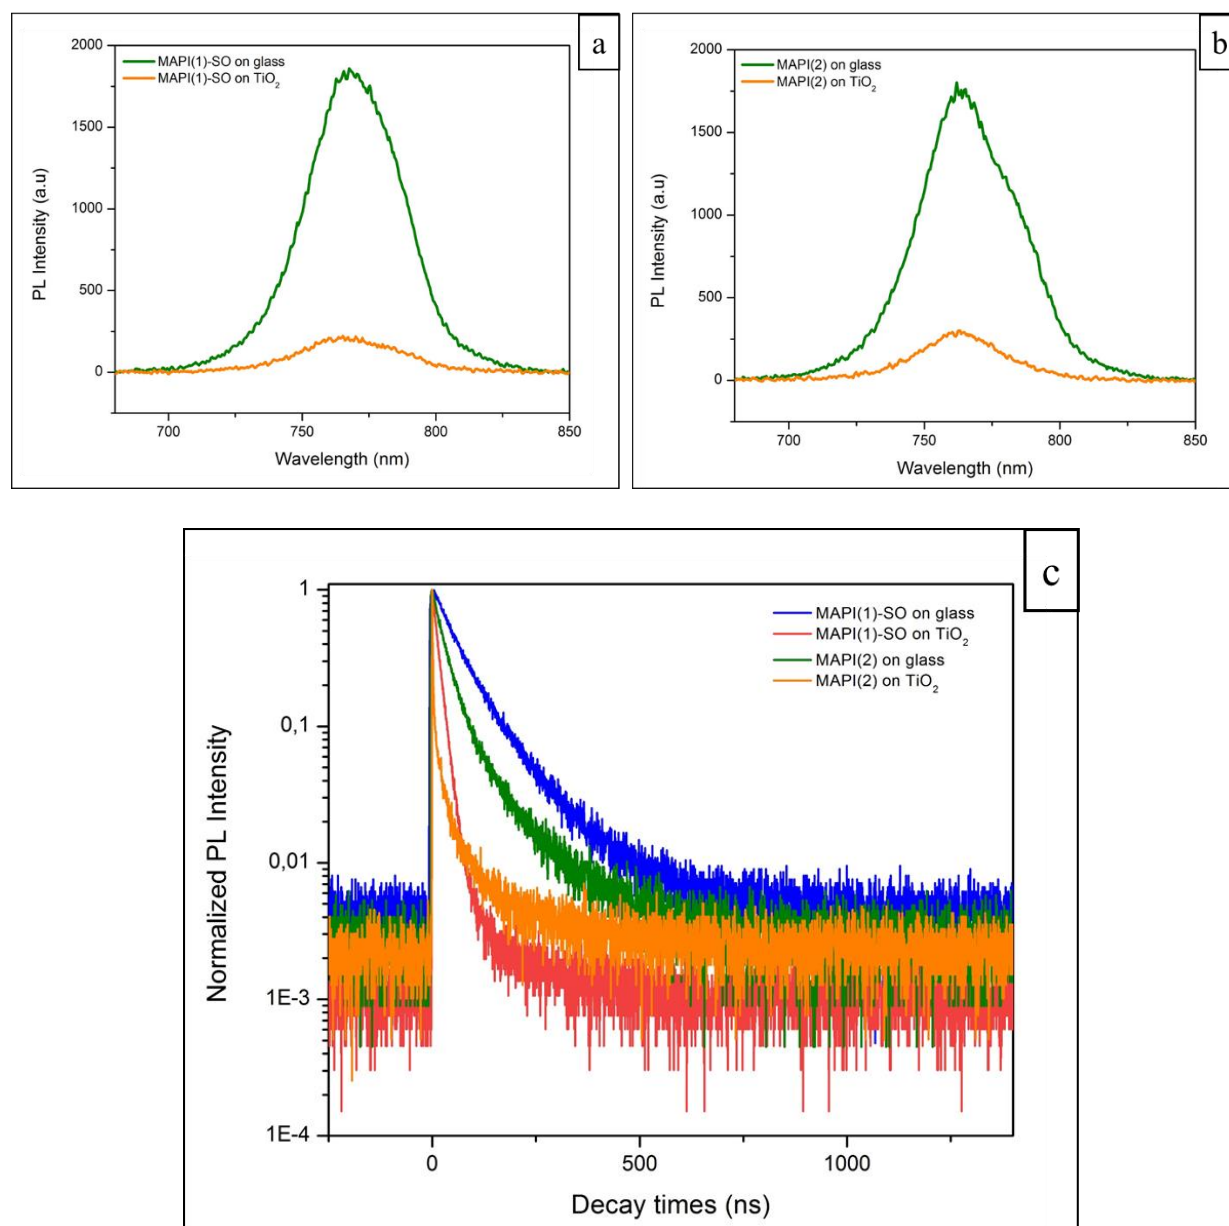 a
2000
MAPI(1)-SO on glass
MAPI(1)-SO on TiO2
1500
1000
500
0
PL Intensity (a.u)
700
750
800
850
Wavelength (nm)
b
2000
MAPI(2) on glass
MAPI(2) on TiO2
1500
1000
500
0
PL Intensity (a.u)
700
750
800
850
Wavelength (nm)
c
1
MAPI(1)-SO on glass
MAPI(1)-SO on TiO2
MAPI(2) on glass
MAPI(2) on TiO2
0,1
0,01
1E-3
1E-4
Normalized PL Intensity
0
500
1000
Decay times (ns)